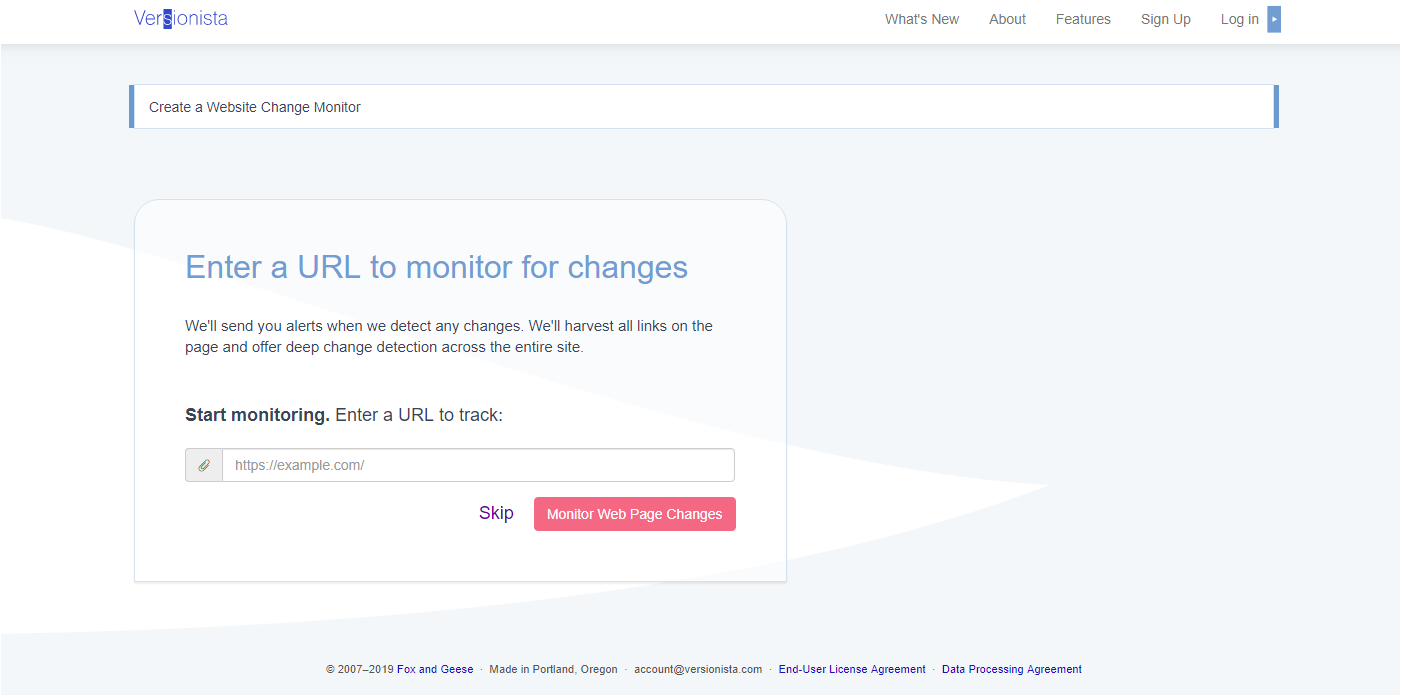 Versionista
What's New About Features Sign Up Log in
Create a Website Change Monitor
Enter a URL to monitor for changes
We'll send you alerts when we detect any changes. We'll harvest all links on the
page and offer deep change detection across the entire site.
Start monitoring. Enter a URL to track:
https://example.com/
Skip Monitor Web Page Changes
© 2007–2019 Fox and Geese · Made in Portland, Oregon · account@versionista.com · End-User License Agreement · Data Processing Agreement